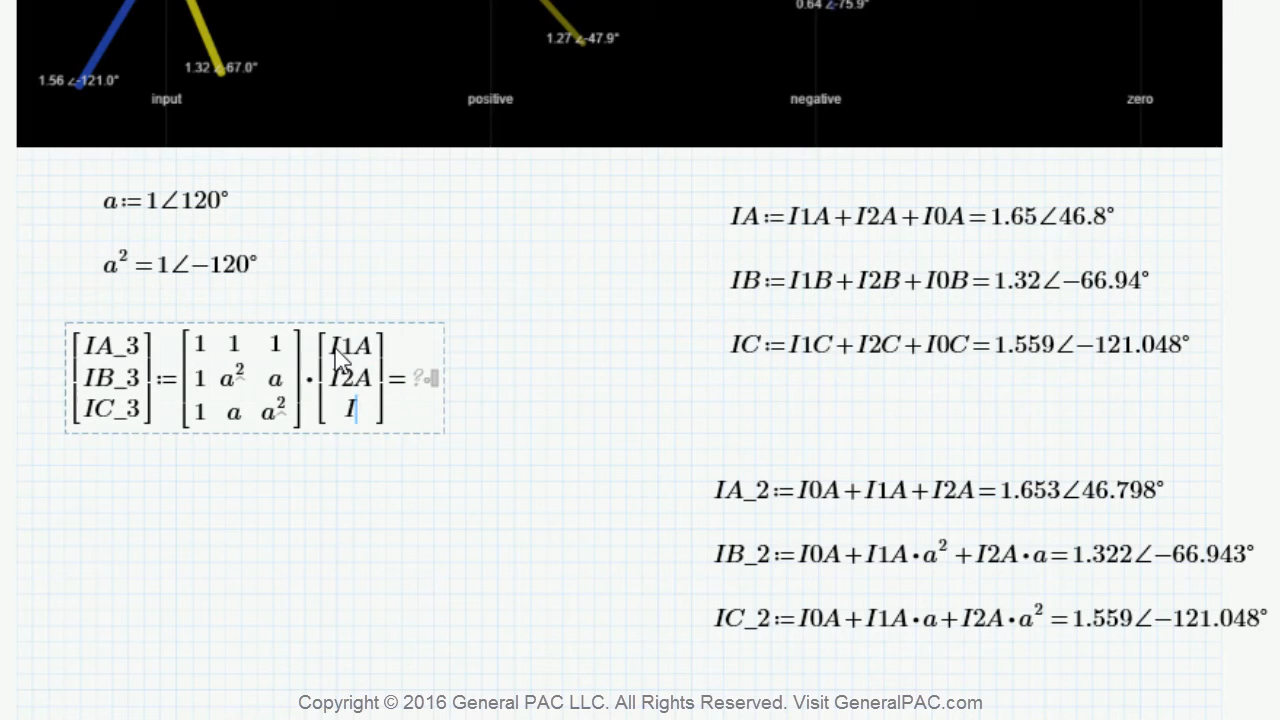 0.64 ∠-75.9°
1.27 ∠-47.9°
1.56 ∠-121.0° 1.32 ∠-67.0°
input positive negative zero
a:=1∠120°
a²=1∠−120°
[IA_3] [1 1 1] [I1A]
[IB_3]:=[1 a² a]·[I2A]=?
[IC_3] [1 a a²] [I]
IA:=I1A+I2A+I0A=1.65∠46.8°
IB:=I1B+I2B+I0B=1.32∠−66.94°
IC:=I1C+I2C+I0C=1.559∠−121.048°
IA_2:=I0A+I1A+I2A=1.653∠46.798°
IB_2:=I0A+I1A·a²+I2A·a=1.322∠−66.943°
IC_2:=I0A+I1A·a+I2A·a²=1.559∠−121.048°
Copyright © 2016 General PAC LLC. All Rights Reserved. Visit GeneralPAC.com